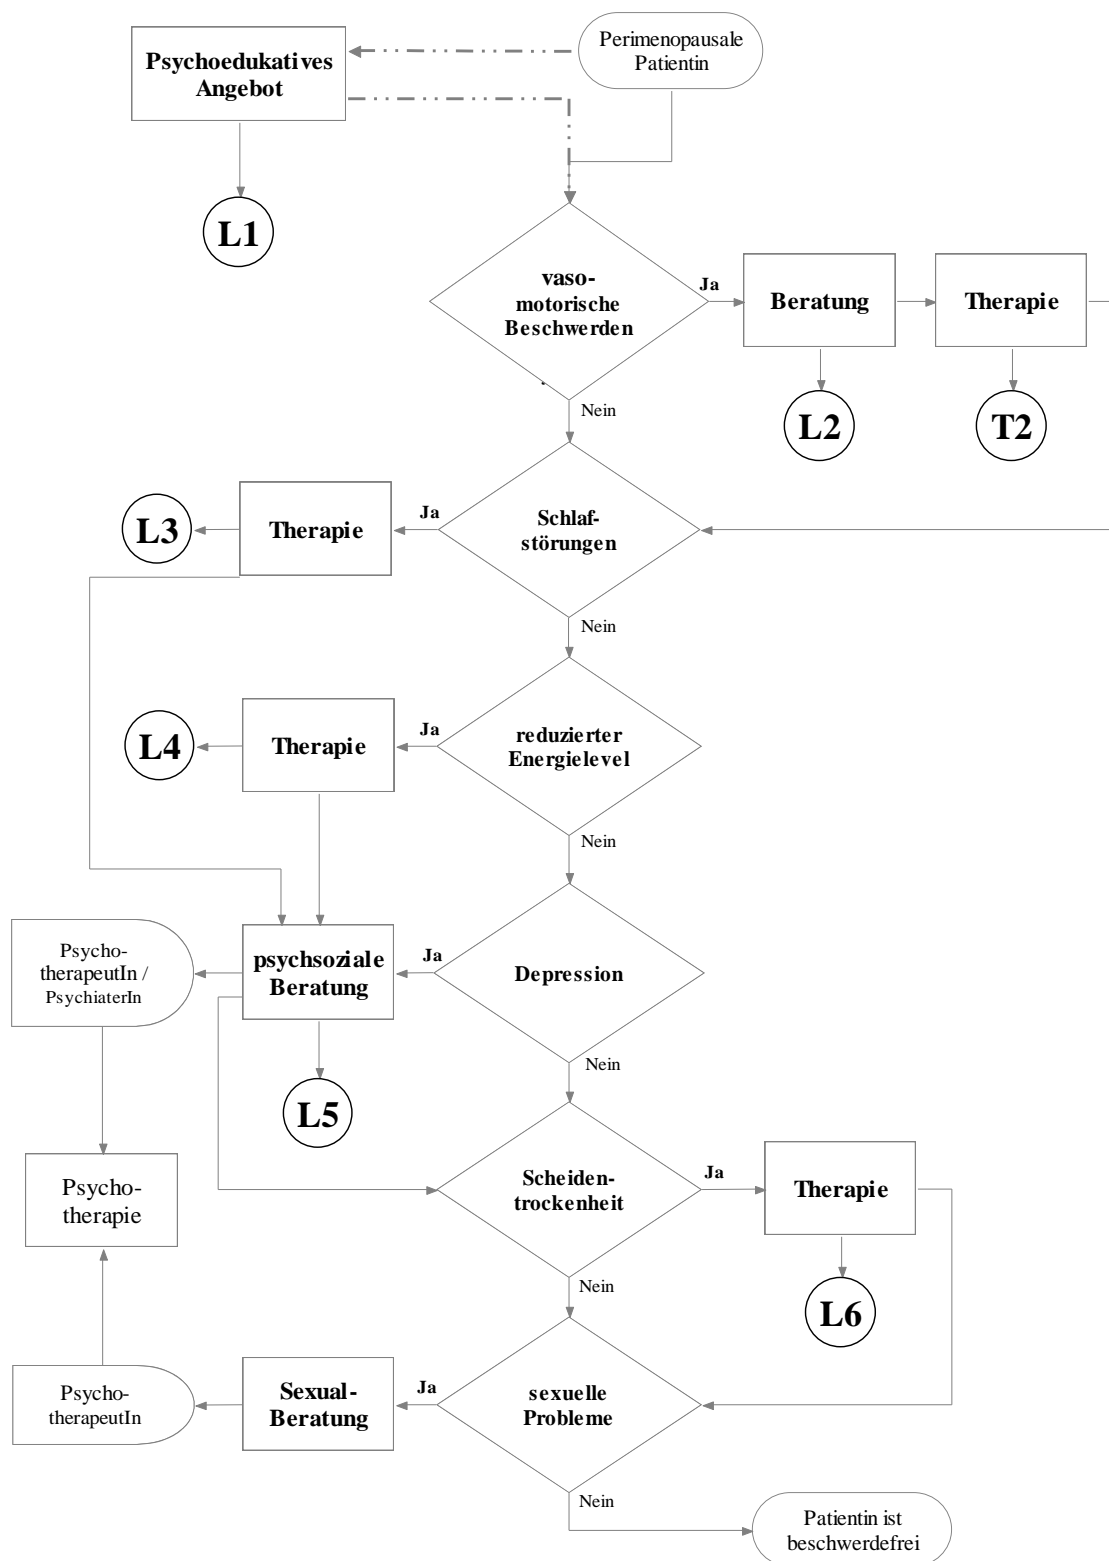 Perimenopausale
Patientin
Psychoedukatives
Angebot
L1
vaso-
motorische
Beschwerden
Ja
Beratung
Therapie
L2
T2
Nein
Schlaf-
störungen
Ja
Therapie
L3
Nein
reduzierter
Energielevel
Ja
Therapie
L4
Nein
Depression
Ja
psychsoziale
Beratung
Psycho-
therapeutIn /
PsychiaterIn
L5
Nein
Scheiden-
trockenheit
Ja
Therapie
L6
Psycho-
therapie
Nein
sexuelle
Probleme
Ja
Sexual-
Beratung
Psycho-
therapeutIn
Nein
Patientin ist
beschwerdefrei